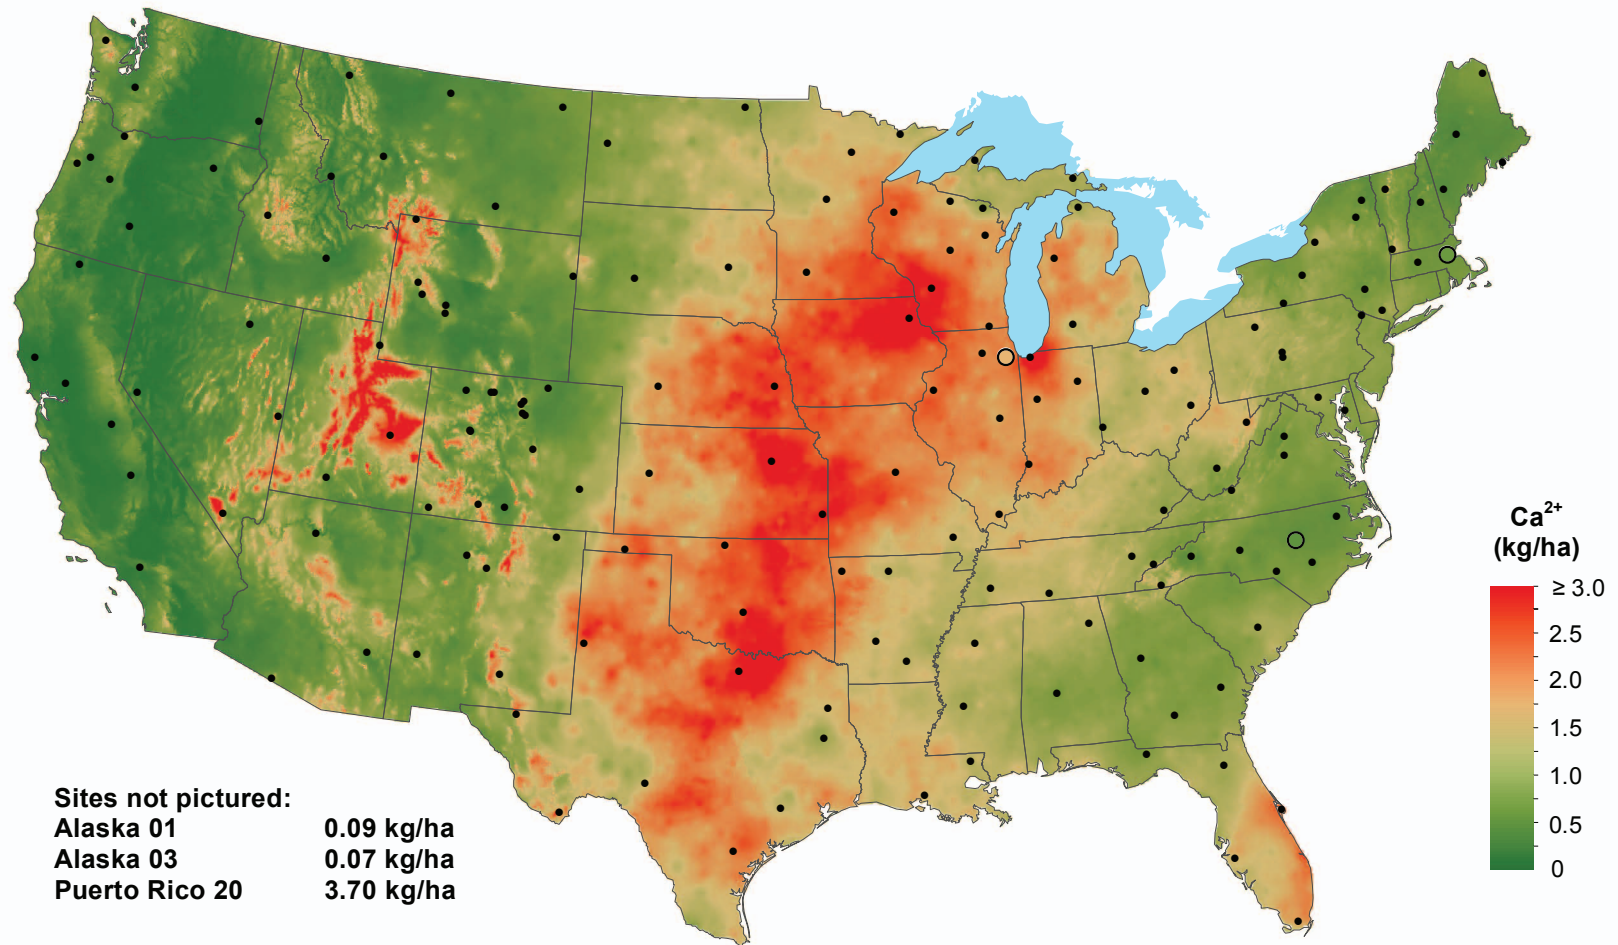 Ca²⁺
(kg/ha)
≥ 3.0
2.5
2.0
1.5
1.0
0.5
0
Sites not pictured:
Alaska 01 0.09 kg/ha
Alaska 03 0.07 kg/ha
Puerto Rico 20 3.70 kg/ha